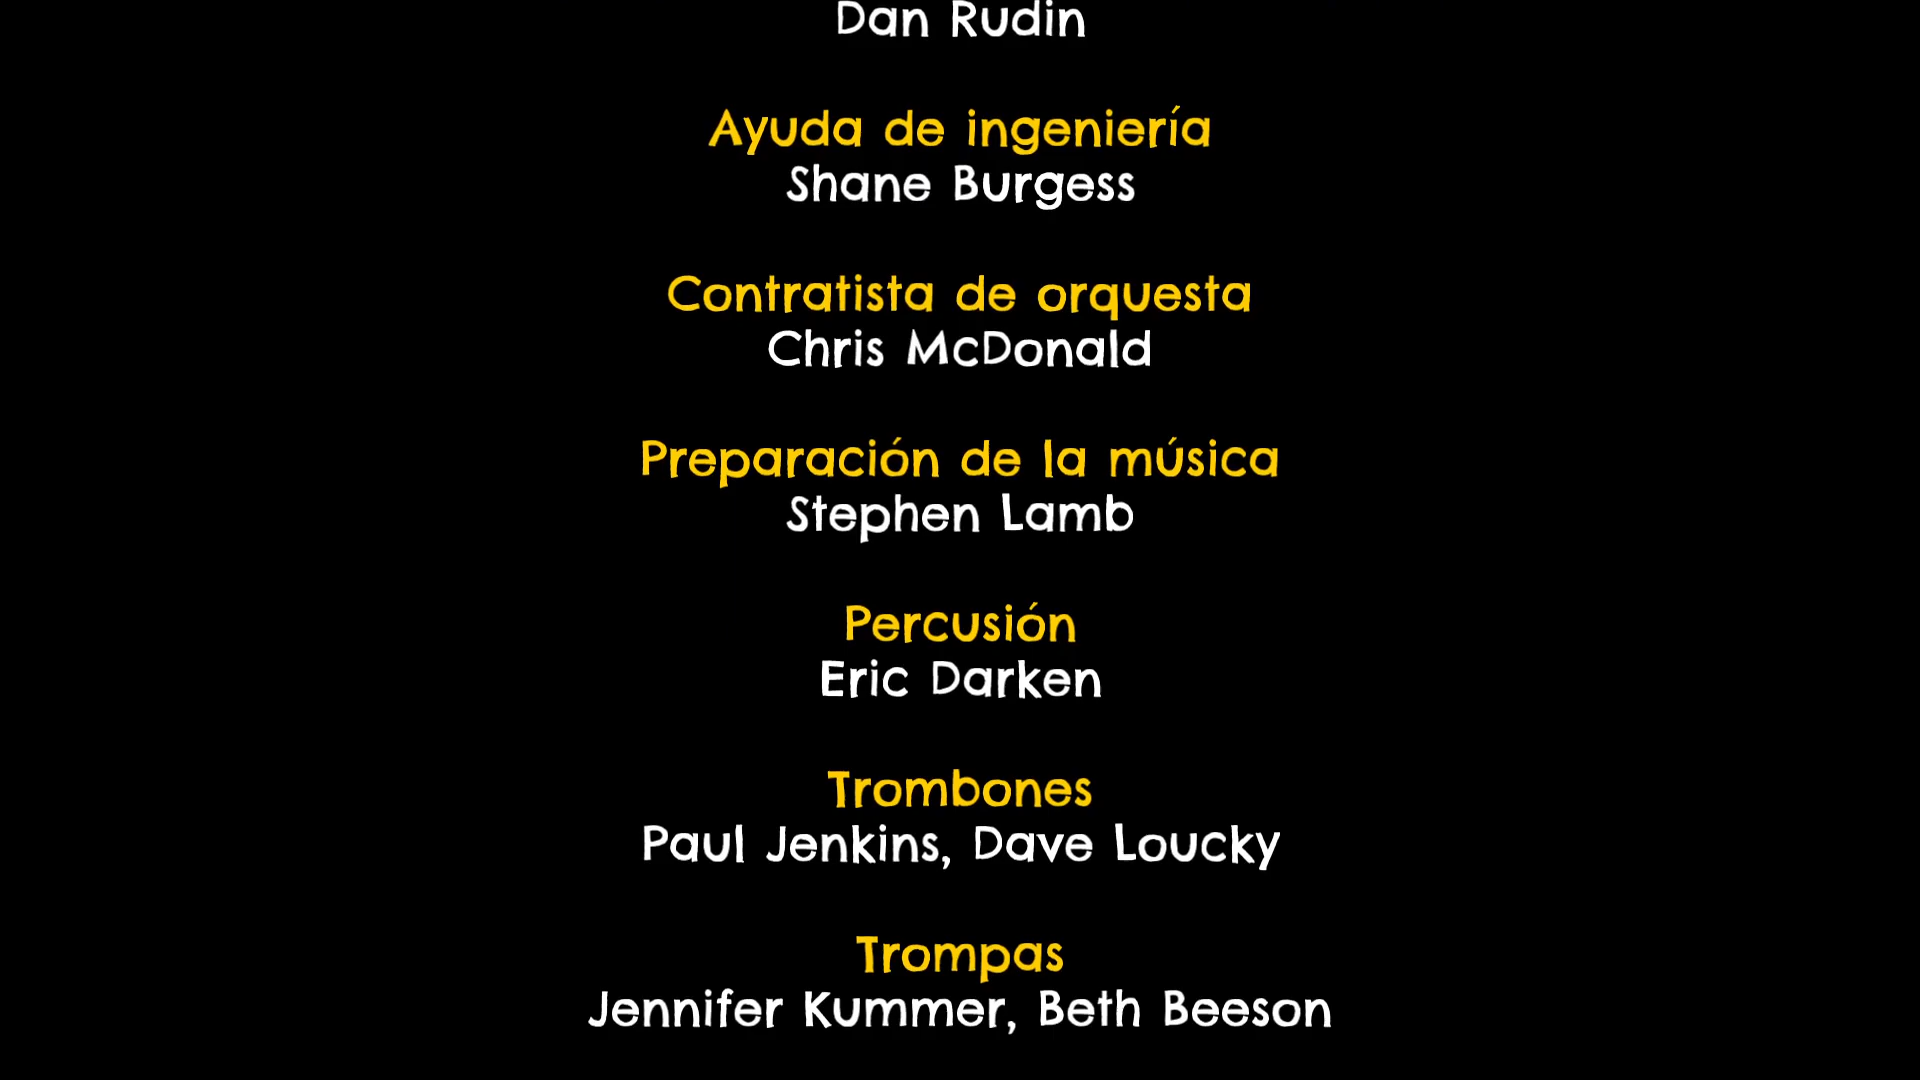 Dan Rudin
Ayuda de ingeniería
Shane Burgess
Contratista de orquesta
Chris McDonald
Preparación de la música
Stephen Lamb
Percusión
Eric Darken
Trombones
Paul Jenkins, Dave Loucky
Trompas
Jennifer Kummer, Beth Beeson